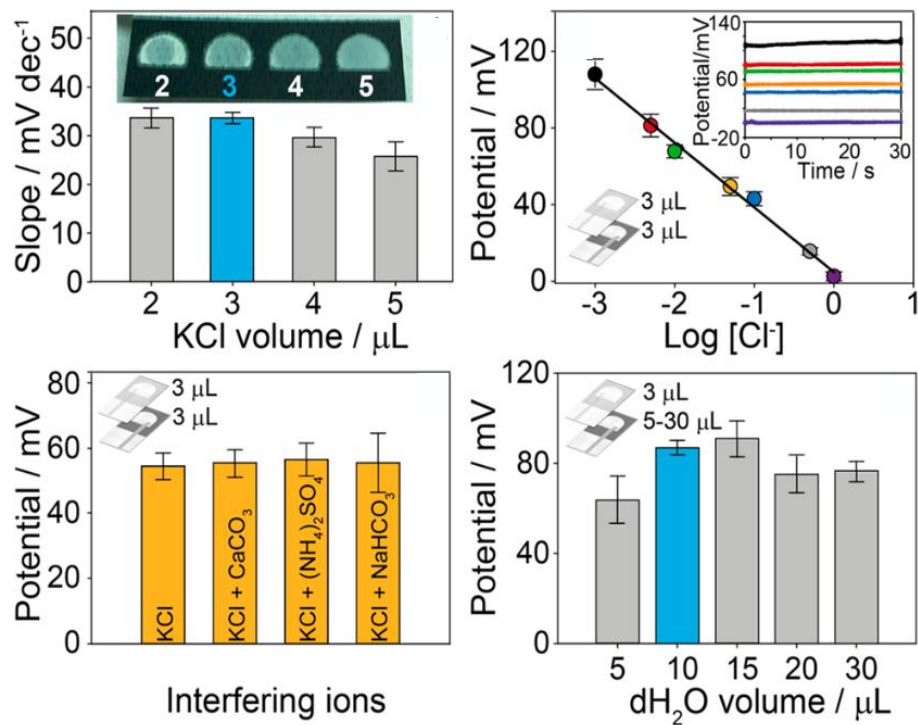 Slope / mV dec⁻¹
50
40
30
20
10
0
2 3 4 5
2 3 4 5
KCl volume / μL
Potential / mV
120
80
40
0
-3 -2 -1 0 1
Log [Cl⁻]
3 μL
3 μL
Potential/mV
140
60
-20
0 10 20 30
Time / s
Potential / mV
80
60
40
20
0
3 μL
3 μL
KCl
KCl + CaCO₃
KCl + (NH₄)₂SO₄
KCl + NaHCO₃
Interfering ions
Potential / mV
120
80
40
0
3 μL
5-30 μL
5 10 15 20 30
dH₂O volume / μL